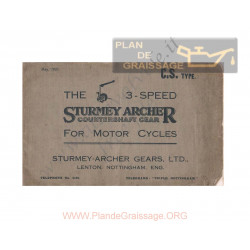 PLAN
DE
GRAISSAGE
C.S. TYPE.
THE 3-SPEED
STURMEY ARCHER
COUNTERSHAFT GEAR
FOR MOTOR CYCLES
STURMEY-ARCHER GEARS, LTD.,
LENTON, NOTTINGHAM, ENG.
www.PlandeGraissage.ORG